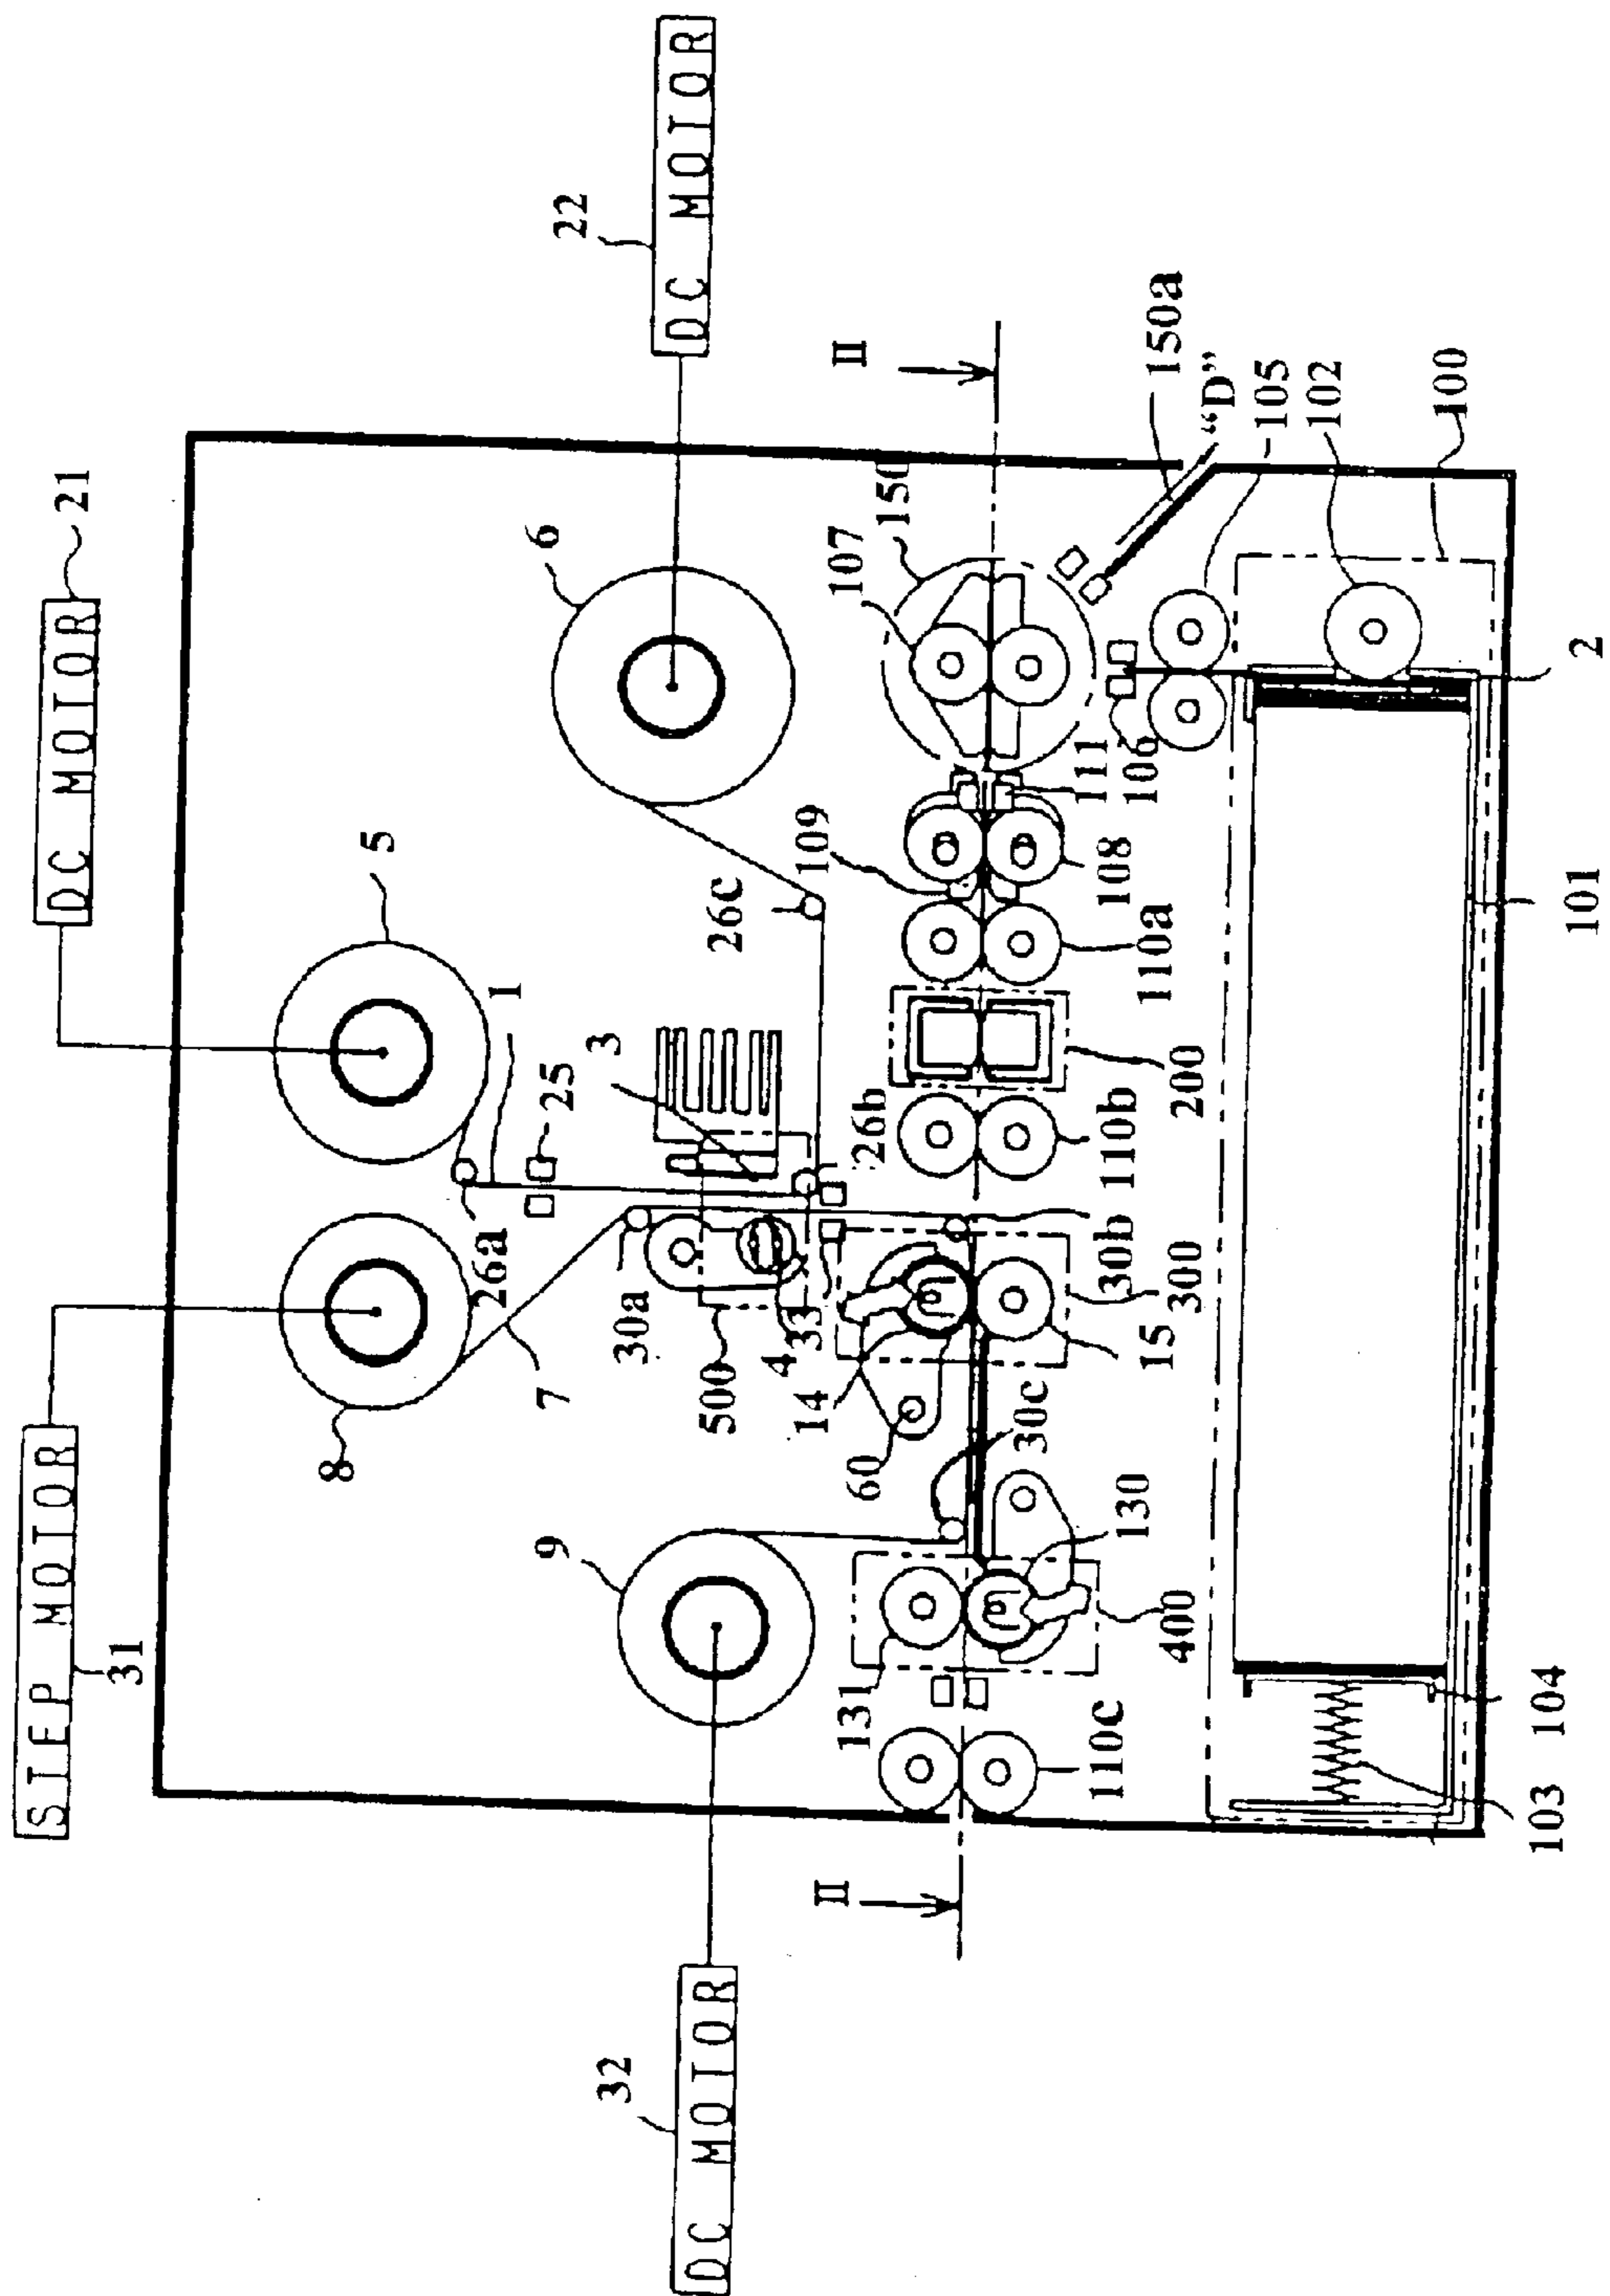 STEP MOTOR
31
DC MOTOR
21
DC MOTOR
22
DC MOTOR
32
8
5
6
9
7
1
26a
25
30a
3
26c
500
4
33
26b
14
60
30c
30b
300
15
130
131
400
110c
110b
200
110a
109
108
111
106
107
150
150a
"D"
105
102
100
2
101
104
103
II
II